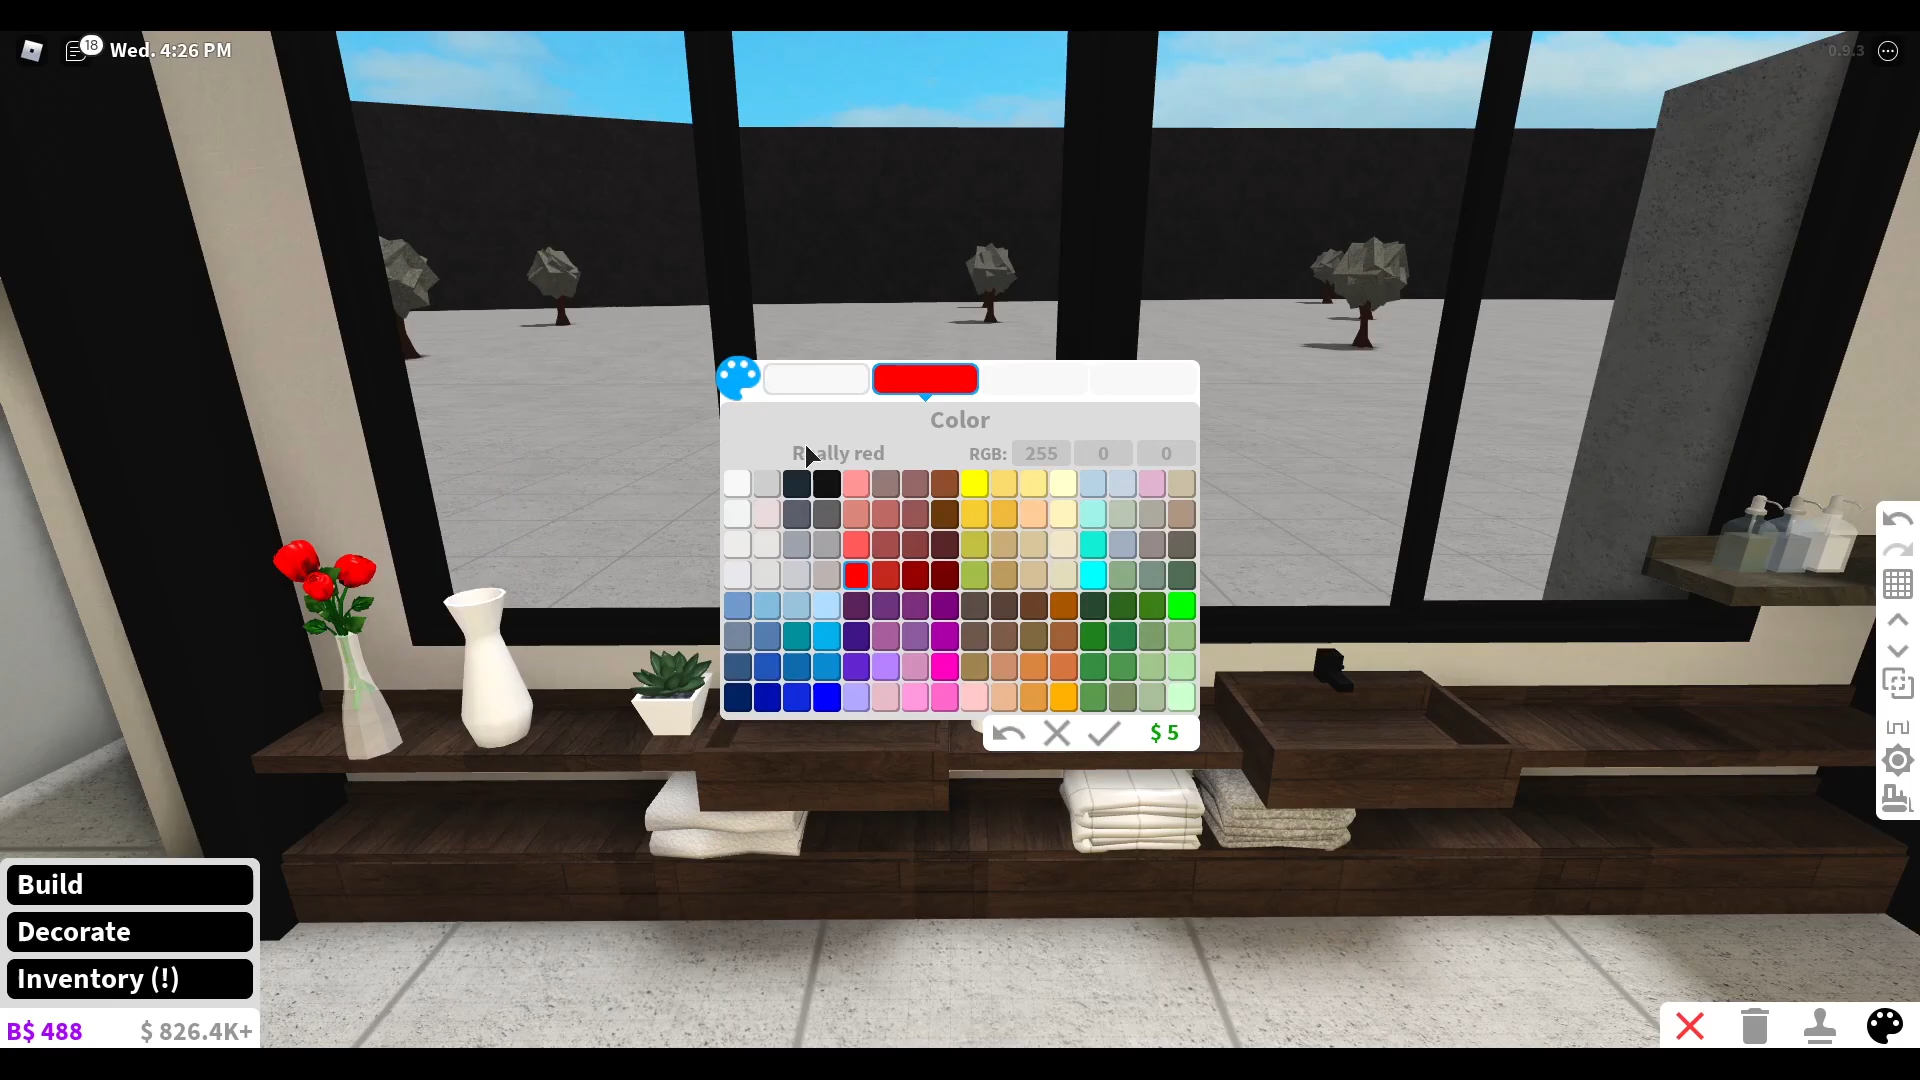 18
Wed. 4:26 PM
0.9.3
Color
Really red
RGB: 255 0 0
$ 5
Build
Decorate
Inventory (!)
B$ 488
$ 826.4K+